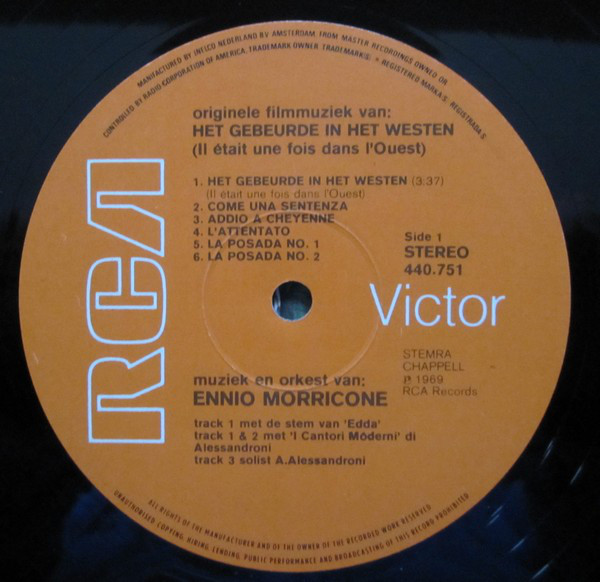 MANUFACTURED BY INELCO NEDERLAND BV AMSTERDAM, FROM MASTER RECORDINGS OWNED OR
CONTROLLED BY RADIO CORPORATION OF AMERICA, TRADEMARK OWNER. TRADEMARK(S) ® REGISTERED. MARKA(S) REGISTRADA(S)
originele filmmuziek van:
HET GEBEURDE IN HET WESTEN
(Il était une fois dans l'Ouest)
1. HET GEBEURDE IN HET WESTEN (3:37)
(Il était une fois dans l'Ouest)
2. COME UNA SENTENZA
3. ADDIO A CHEYENNE
4. L'ATTENTATO
5. LA POSADA NO. 1
6. LA POSADA NO. 2
Side 1
STEREO
440.751
RCA
Victor
STEMRA
CHAPPELL
℗ 1969
RCA Records
muziek en orkest van:
ENNIO MORRICONE
track 1 met de stem van 'Edda'
track 1 & 2 met 'I Cantori Móderni' di
Alessandroni
track 3 solist A.Alessandroni
ALL RIGHTS OF THE MANUFACTURER AND OF THE OWNER OF THE RECORDED WORK RESERVED
UNAUTHORISED COPYING, HIRING, LENDING, PUBLIC PERFORMANCE AND BROADCASTING OF THIS RECORD PROHIBITED